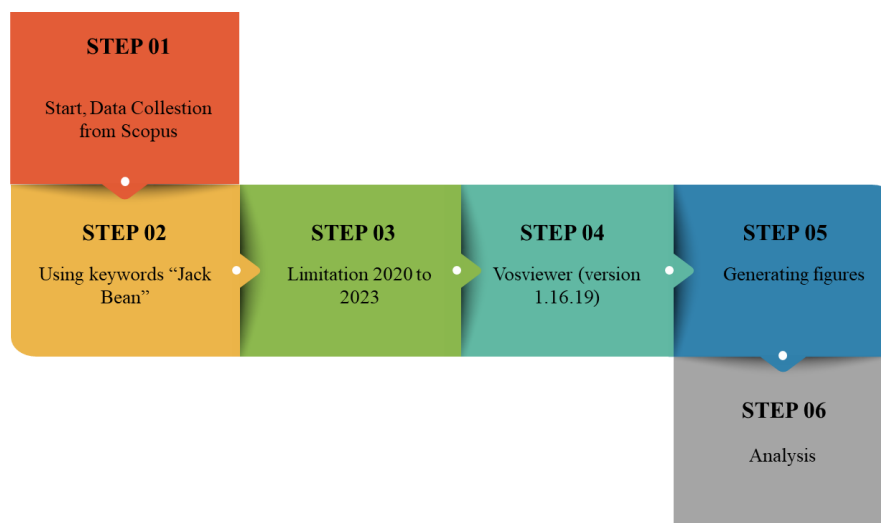 STEP 01
Start, Data Collestion
from Scopus
STEP 02
Using keywords “Jack
Bean”
STEP 03
Limitation 2020 to
2023
STEP 04
Vosviewer (version
1.16.19)
STEP 05
Generating figures
STEP 06
Analysis